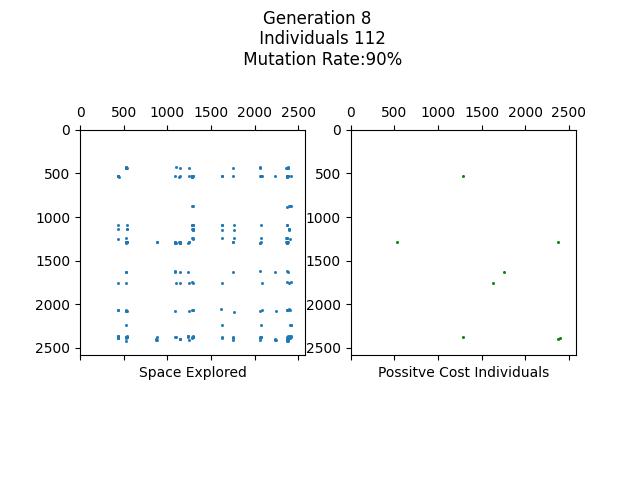 Generation 8
Individuals 112
Mutation Rate:90%
0 500 1000 1500 2000 2500
0 500 1000 1500 2000 2500
0
500
1000
1500
2000
2500
0
500
1000
1500
2000
2500
Space Explored
Possitve Cost Individuals